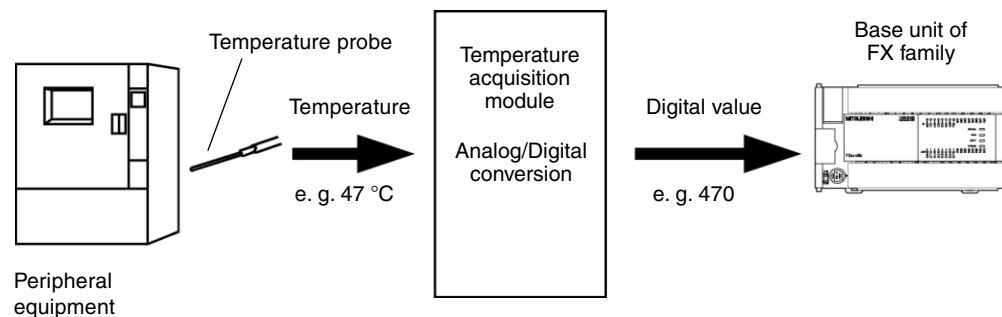 Temperature probe
Temperature
acquisition
module
Analog/Digital
conversion
Base unit of
FX family
Temperature
e. g. 47 °C
Digital value
e. g. 470
MITSUBISHI
Peripheral
equipment